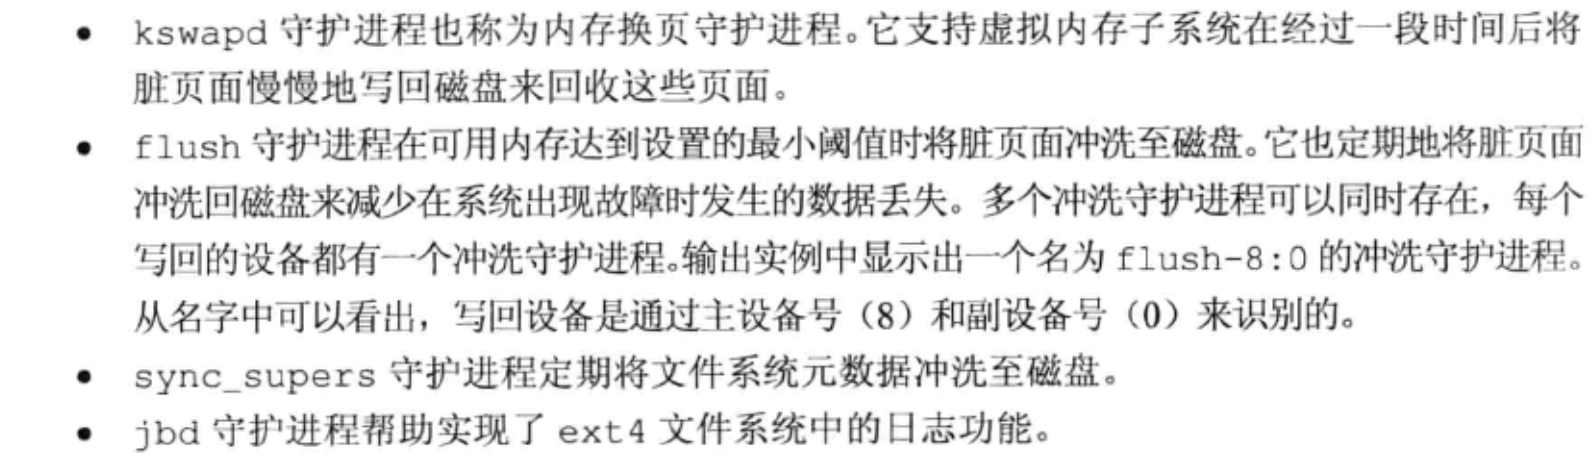 • kswapd 守护进程也称为内存换页守护进程。它支持虚拟内存子系统在经过一段时间后将
脏页面慢慢地写回磁盘来回收这些页面。
• flush 守护进程在可用内存达到设置的最小阈值时将脏页面冲洗至磁盘。它也定期地将脏页面
冲洗回磁盘来减少在系统出现故障时发生的数据丢失。多个冲洗守护进程可以同时存在，每个
写回的设备都有一个冲洗守护进程。输出实例中显示出一个名为 flush-8:0 的冲洗守护进程。
从名字中可以看出，写回设备是通过主设备号（8）和副设备号（0）来识别的。
• sync_supers 守护进程定期将文件系统元数据冲洗至磁盘。
• jbd 守护进程帮助实现了 ext4 文件系统中的日志功能。